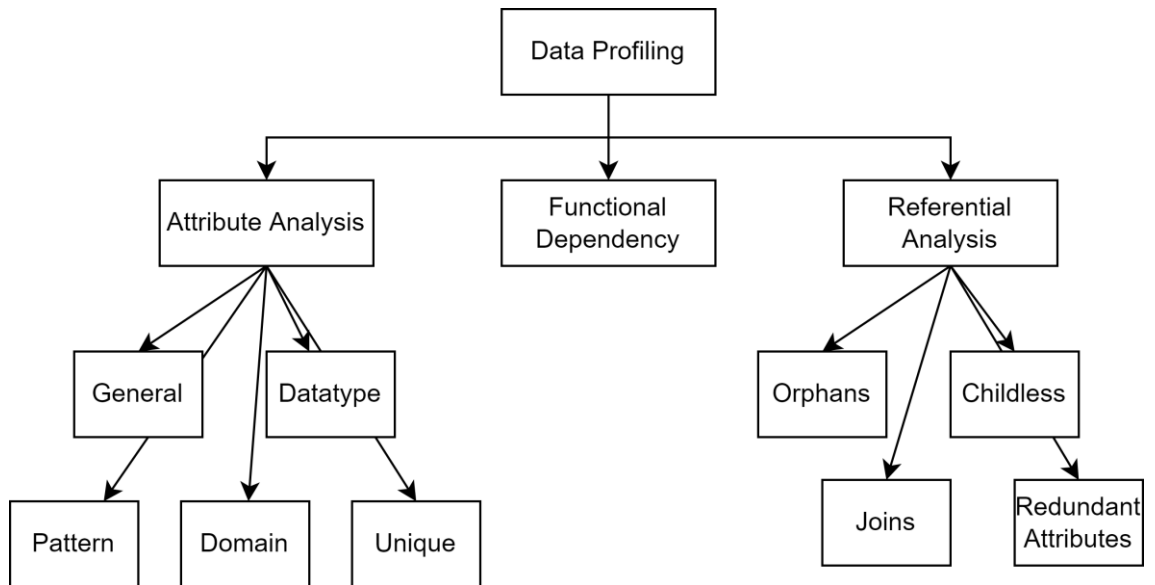 Data Profiling
Attribute Analysis
Functional
Dependency
Referential
Analysis
General
Datatype
Orphans
Childless
Pattern
Domain
Unique
Joins
Redundant
Attributes